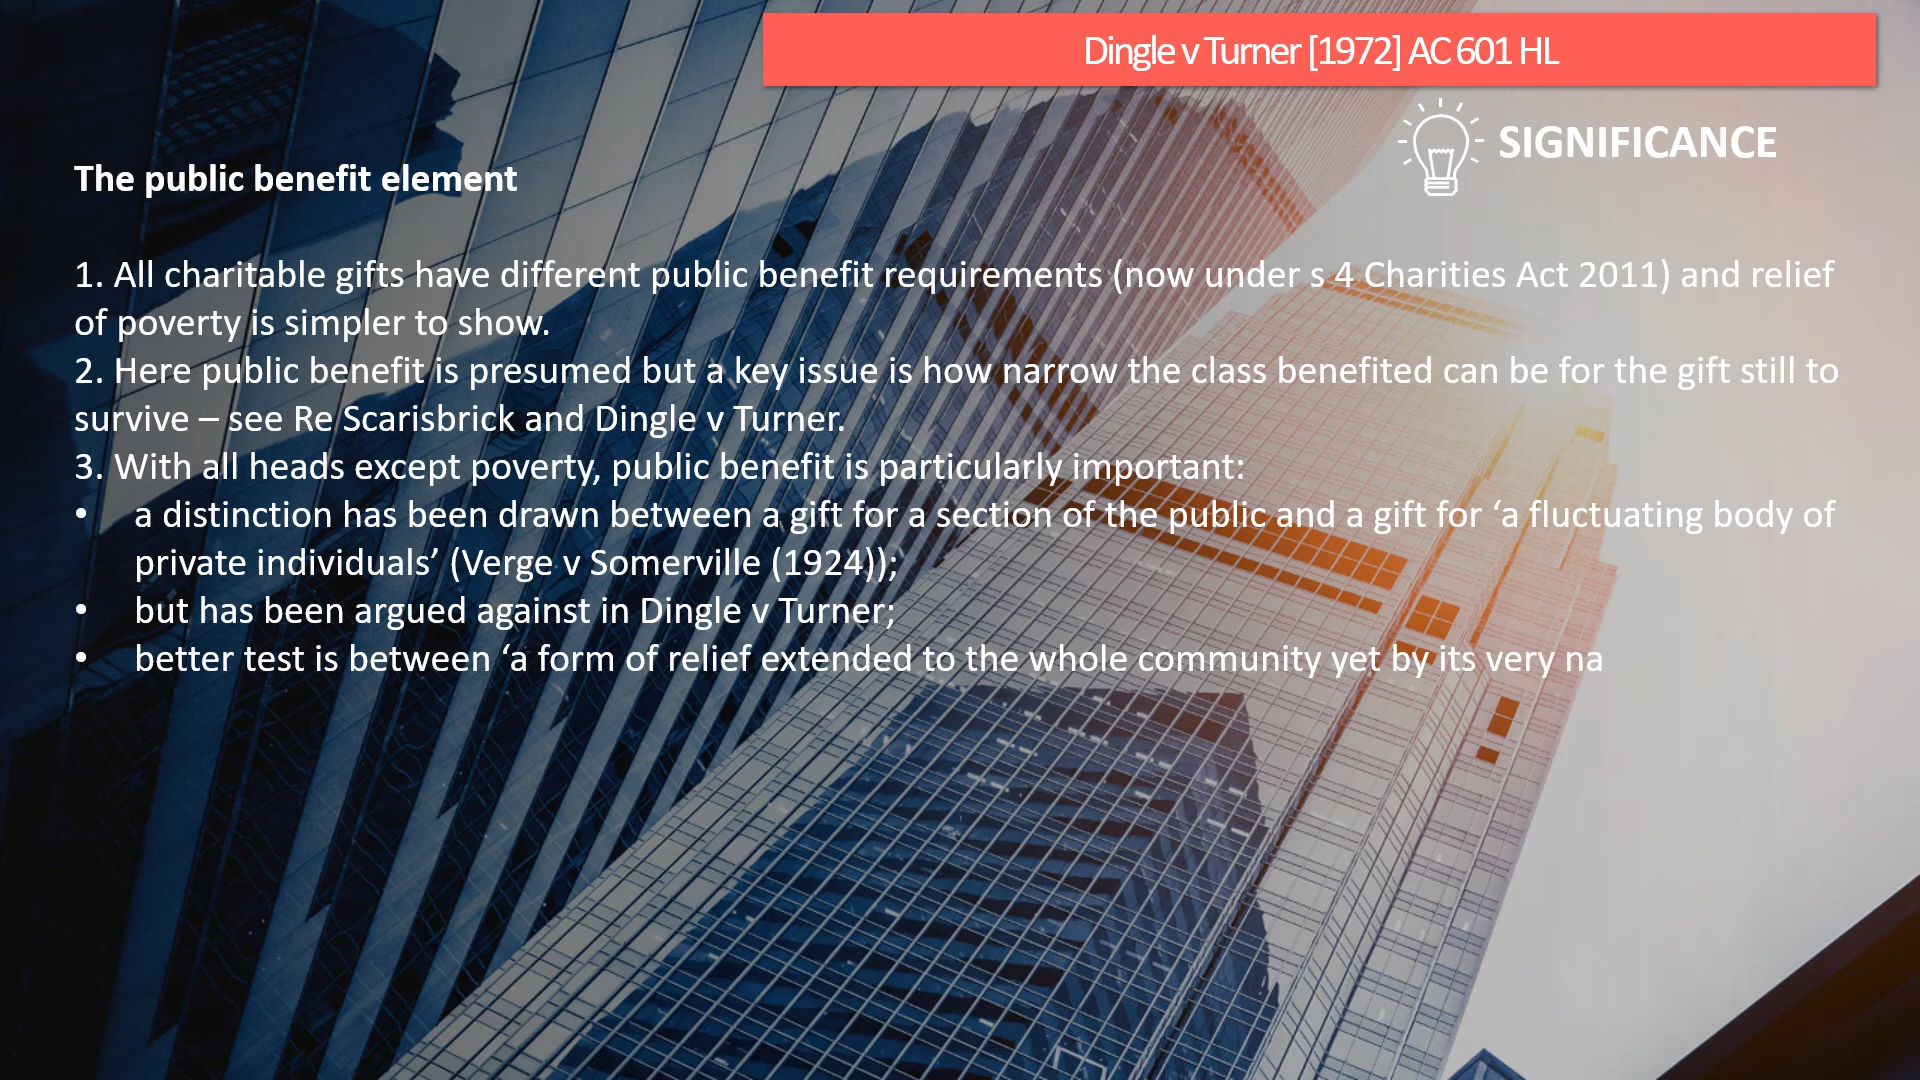 Dingle v Turner [1972] AC 601 HL
SIGNIFICANCE
The public benefit element
1. All charitable gifts have different public benefit requirements (now under s 4 Charities Act 2011) and relief
of poverty is simpler to show.
2. Here public benefit is presumed but a key issue is how narrow the class benefited can be for the gift still to
survive – see Re Scarisbrick and Dingle v Turner.
3. With all heads except poverty, public benefit is particularly important:
• a distinction has been drawn between a gift for a section of the public and a gift for ‘a fluctuating body of
private individuals’ (Verge v Somerville (1924));
• but has been argued against in Dingle v Turner;
• better test is between ‘a form of relief extended to the whole community yet by its very na